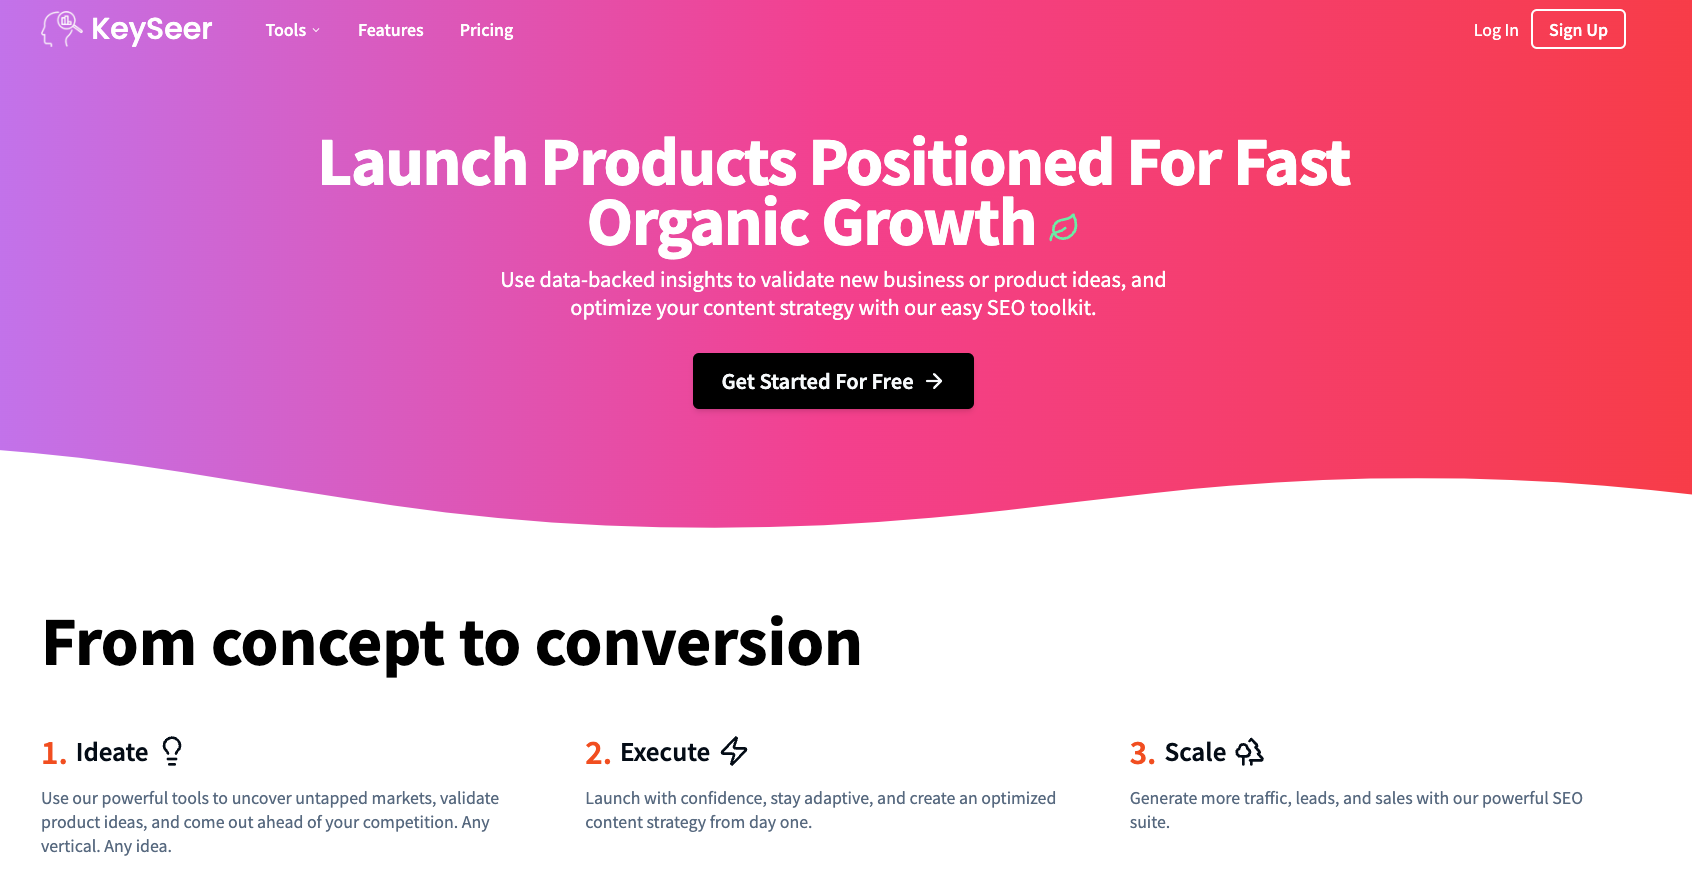 KeySeer
Tools
Features
Pricing
Log In
Sign Up
Launch Products Positioned For Fast
Organic Growth
Use data-backed insights to validate new business or product ideas, and
optimize your content strategy with our easy SEO toolkit.
Get Started For Free →
From concept to conversion
1. Ideate
Use our powerful tools to uncover untapped markets, validate
product ideas, and come out ahead of your competition. Any
vertical. Any idea.
2. Execute
Launch with confidence, stay adaptive, and create an optimized
content strategy from day one.
3. Scale
Generate more traffic, leads, and sales with our powerful SEO
suite.